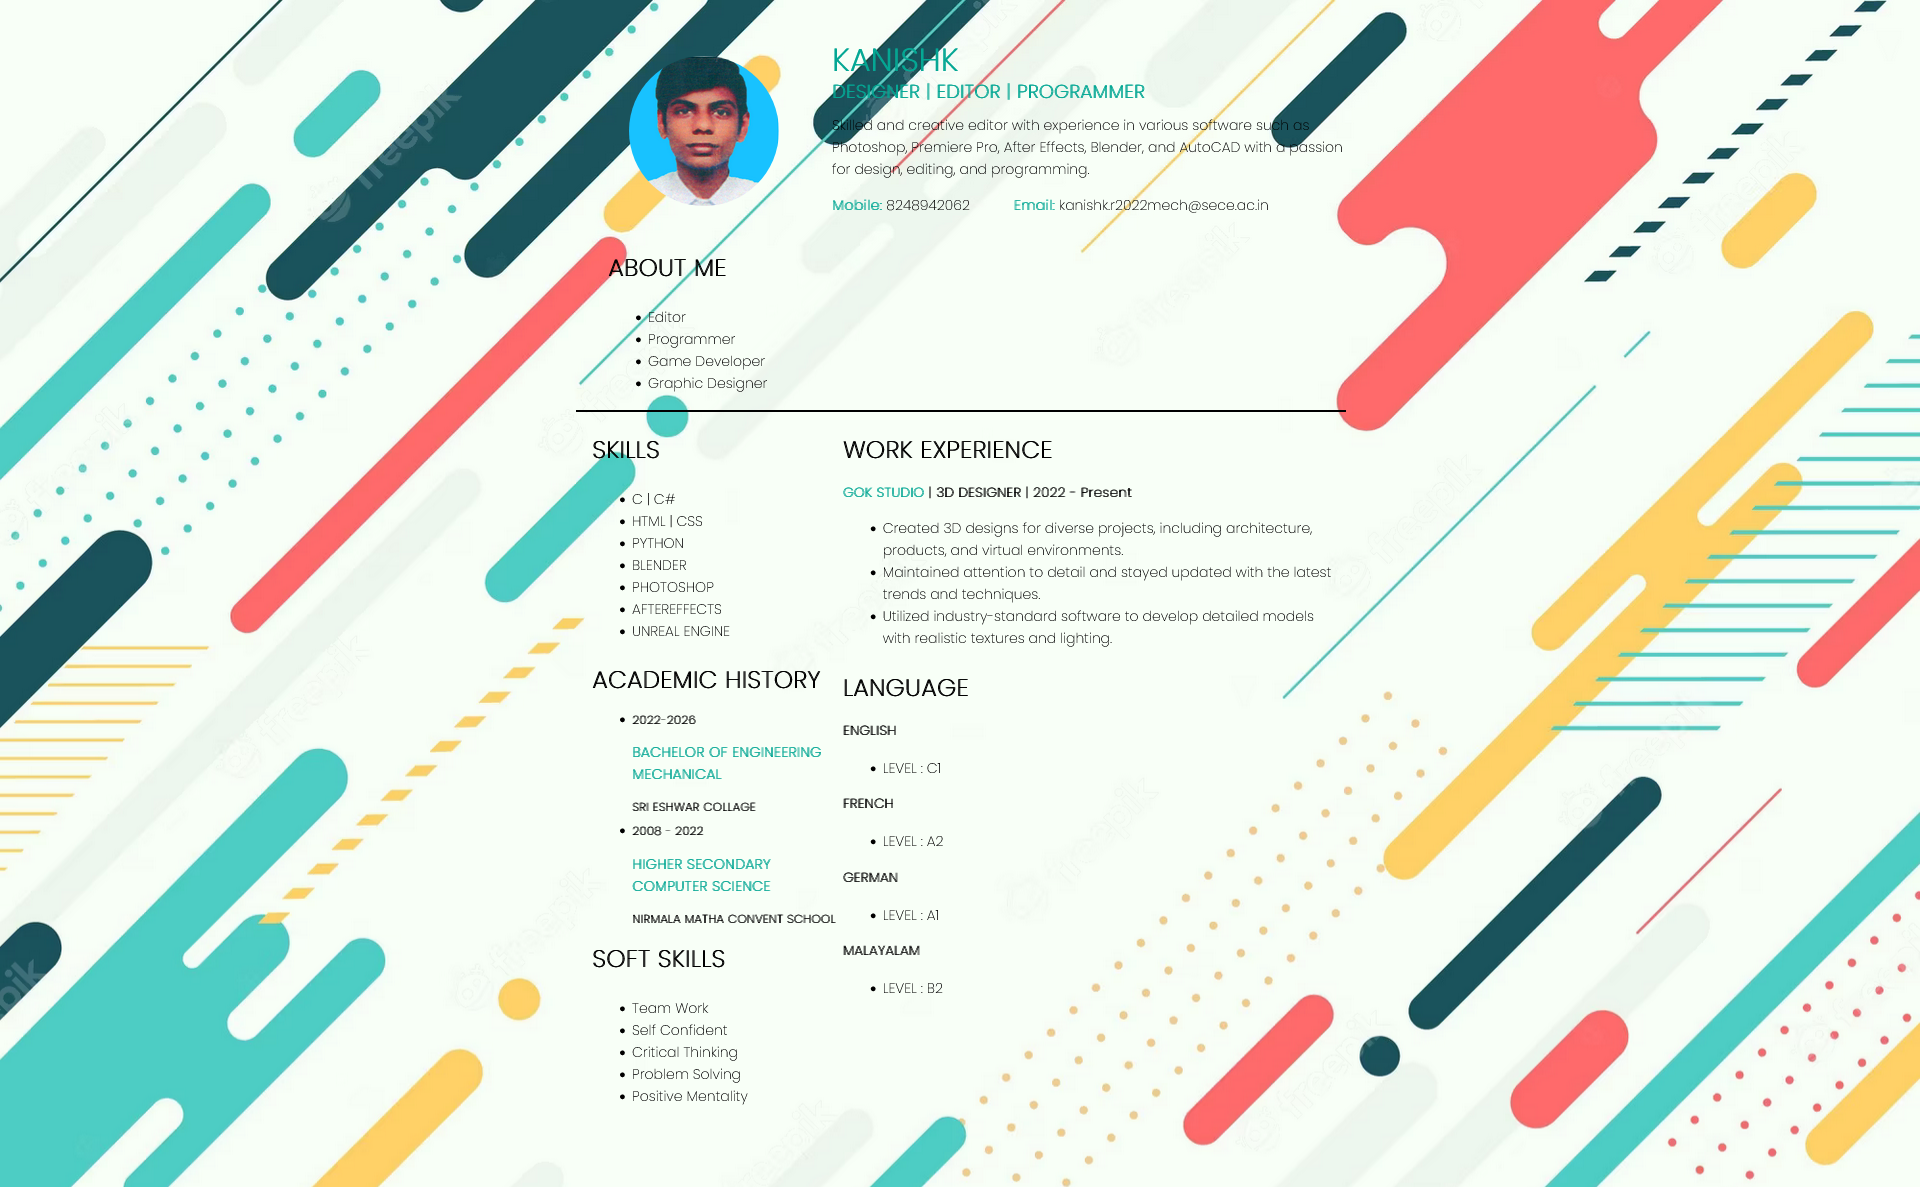 KANISHK
DESIGNER | EDITOR | PROGRAMMER
Skilled and creative editor with experience in various software such as
Photoshop, Premiere Pro, After Effects, Blender, and AutoCAD with a passion
for design, editing, and programming.
Mobile: 8248942062 Email: kanishk.r2022mech@sece.ac.in
ABOUT ME
• Editor
• Programmer
• Game Developer
• Graphic Designer
SKILLS
• C | C#
• HTML | CSS
• PYTHON
• BLENDER
• PHOTOSHOP
• AFTEREFFECTS
• UNREAL ENGINE
ACADEMIC HISTORY
• 2022-2026
BACHELOR OF ENGINEERING
MECHANICAL
SRI ESHWAR COLLAGE
• 2008 - 2022
HIGHER SECONDARY
COMPUTER SCIENCE
NIRMALA MATHA CONVENT SCHOOL
SOFT SKILLS
• Team Work
• Self Confident
• Critical Thinking
• Problem Solving
• Positive Mentality
WORK EXPERIENCE
GOK STUDIO | 3D DESIGNER | 2022 - Present
• Created 3D designs for diverse projects, including architecture,
products, and virtual environments.
• Maintained attention to detail and stayed updated with the latest
trends and techniques.
• Utilized industry-standard software to develop detailed models
with realistic textures and lighting.
LANGUAGE
ENGLISH
• LEVEL : C1
FRENCH
• LEVEL : A2
GERMAN
• LEVEL : A1
MALAYALAM
• LEVEL : B2
freepik